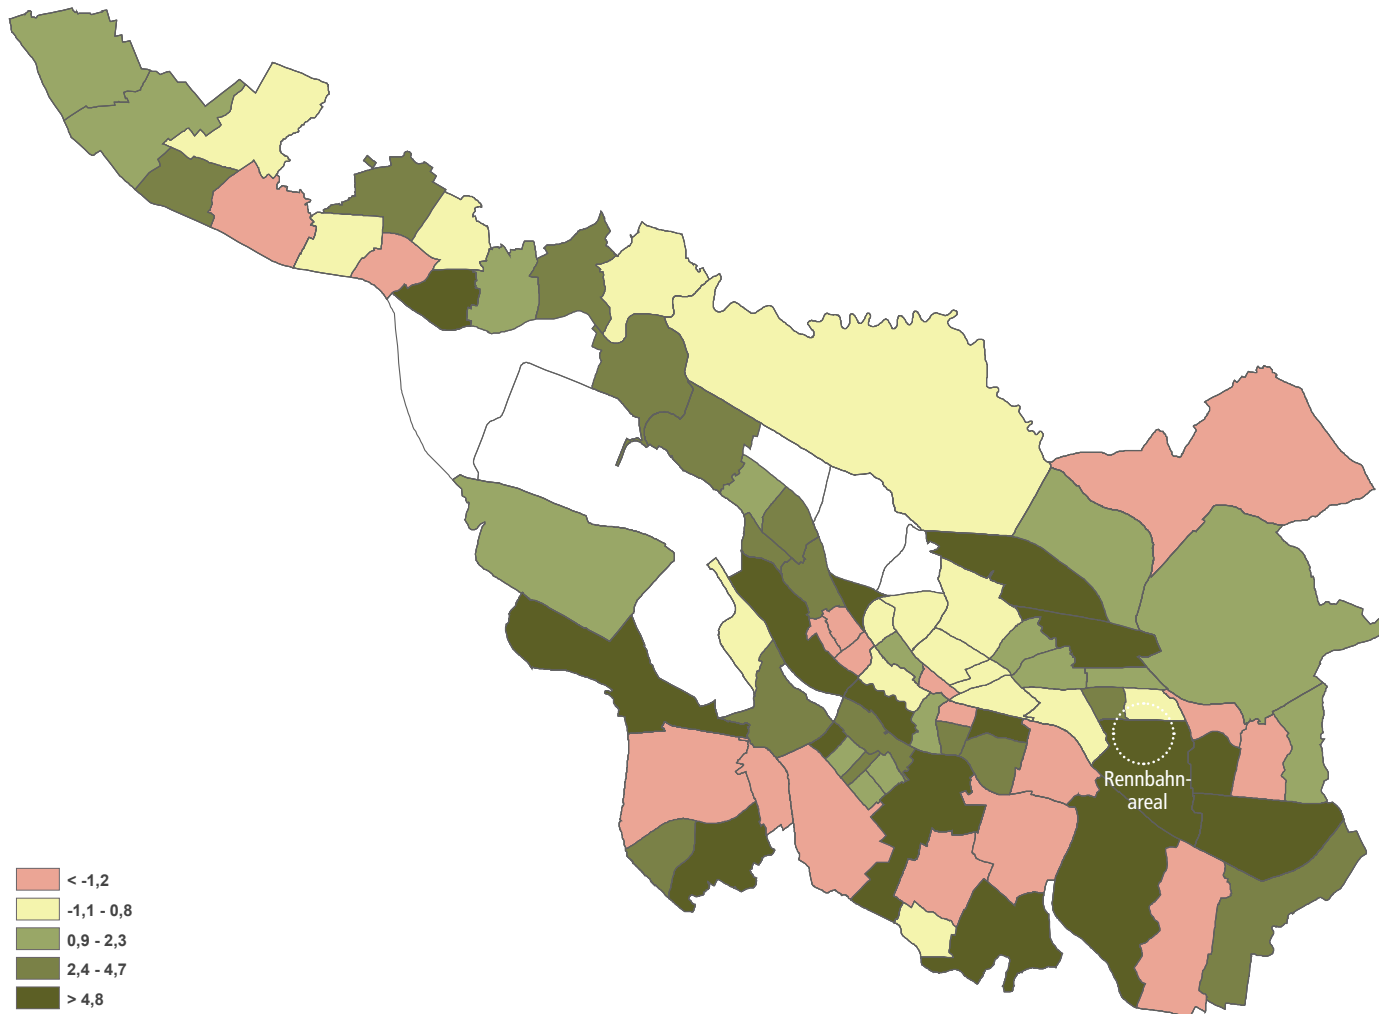 Rennbahn-
areal
< -1,2
-1,1 - 0,8
0,9 - 2,3
2,4 - 4,7
> 4,8